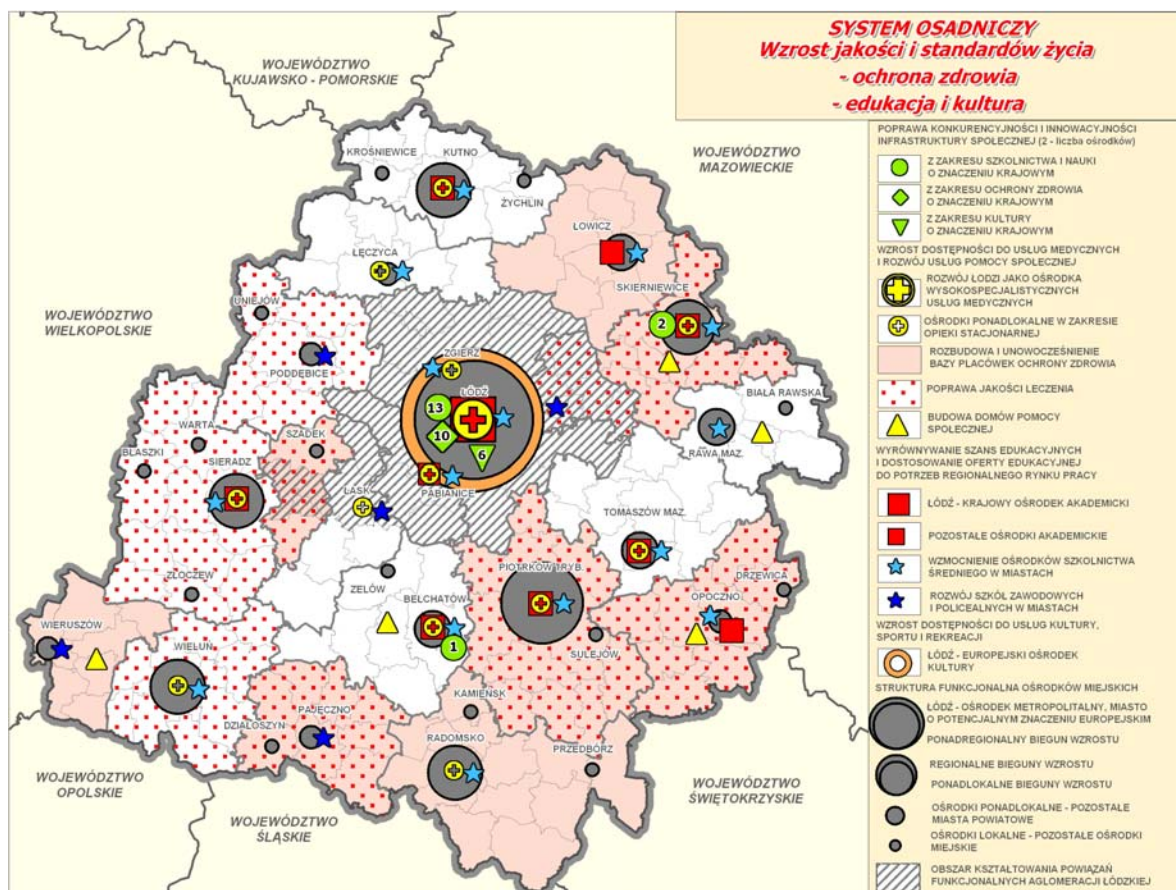 SYSTEM OSADNICZY
Wzrost jakości i standardów życia
- ochrona zdrowia
- edukacja i kultura
WOJEWÓDZTWO
KUJAWSKO - POMORSKIE
WOJEWÓDZTWO
MAZOWIECKIE
WOJEWÓDZTWO
WIELKOPOLSKIE
WOJEWÓDZTWO
OPOLSKIE
WOJEWÓDZTWO
ŚLĄSKIE
WOJEWÓDZTWO
ŚWIĘTOKRZYSKIE
KROŚNIEWICE
KUTNO
ŻYCHLIN
ŁOWICZ
ŁĘCZYCA
SKIERNIEWICE
2
UNIEJÓW
PODDĘBICE
ZGIERZ
ŁÓDŹ
13
10
6
BIAŁA RAWSKA
RAWA MAZ.
WARTA
SZADEK
BŁASZKI
SIERADZ
PABIANICE
ŁASK
TOMASZÓW MAZ.
ZŁOCZEW
ZELÓW
BEŁCHATÓW
1
PIOTRKÓW TRYB.
DRZEWICA
OPOCZNO
SULEJÓW
WIERUSZÓW
WIELUŃ
KAMIEŃSK
DZIAŁOSZYN
PAJĘCZNO
RADOMSKO
PRZEDBÓRZ
POPRAWA KONKURENCYJNOŚCI I INNOWACYJNOŚCI
INFRASTRUKTURY SPOŁECZNEJ (2 - liczba ośrodków)
Z ZAKRESU SZKOLNICTWA I NAUKI
O ZNACZENIU KRAJOWYM
Z ZAKRESU OCHRONY ZDROWIA
O ZNACZENIU KRAJOWYM
Z ZAKRESU KULTURY
O ZNACZENIU KRAJOWYM
WZROST DOSTĘPNOŚCI DO USŁUG MEDYCZNYCH
I ROZWÓJ USŁUG POMOCY SPOŁECZNEJ
ROZWÓJ ŁODZI JAKO OŚRODKA
WYSOKOSPECJALISTYCZNYCH
USŁUG MEDYCZNYCH
OŚRODKI PONADLOKALNE W ZAKRESIE
OPIEKI STACJONARNEJ
ROZBUDOWA I UNOWOCZEŚNIENIE
BAZY PLACÓWEK OCHRONY ZDROWIA
POPRAWA JAKOŚCI LECZENIA
BUDOWA DOMÓW POMOCY
SPOŁECZNEJ
WYRÓWNYWANIE SZANS EDUKACYJNYCH
I DOSTOSOWANIE OFERTY EDUKACYJNEJ
DO POTRZEB REGIONALNEGO RYNKU PRACY
ŁÓDŹ - KRAJOWY OŚRODEK AKADEMICKI
POZOSTAŁE OŚRODKI AKADEMICKIE
WZMOCNIENIE OŚRODKÓW SZKOLNICTWA
ŚREDNIEGO W MIASTACH
ROZWÓJ SZKÓŁ ZAWODOWYCH
I POLICEALNYCH W MIASTACH
WZROST DOSTĘPNOŚCI DO USŁUG KULTURY,
SPORTU I REKREACJI
ŁÓDŹ - EUROPEJSKI OŚRODEK
KULTURY
STRUKTURA FUNKCJONALNA OŚRODKÓW MIEJSKICH
ŁÓDŹ - OŚRODEK METROPOLITALNY, MIASTO
O POTENCJALNYM ZNACZENIU EUROPEJSKIM
PONADREGIONALNY BIEGUN WZROSTU
REGIONALNE BIEGUNY WZROSTU
PONADLOKALNE BIEGUNY WZROSTU
OŚRODKI PONADLOKALNE - POZOSTAŁE
MIASTA POWIATOWE
OŚRODKI LOKALNE - POZOSTAŁE OŚRODKI
MIEJSKIE
OBSZAR KSZTAŁTOWANIA POWIĄZAŃ
FUNKCJONALNYCH AGLOMERACJI ŁÓDZKIEJ